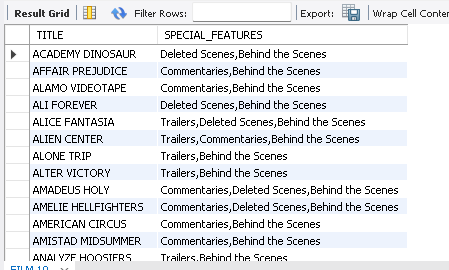 Result Grid Filter Rows: Export: Wrap Cell Conten
TITLE SPECIAL_FEATURES
ACADEMY DINOSAUR Deleted Scenes,Behind the Scenes
AFFAIR PREJUDICE Commentaries,Behind the Scenes
ALAMO VIDEOTAPE Commentaries,Behind the Scenes
ALI FOREVER Deleted Scenes,Behind the Scenes
ALICE FANTASIA Trailers,Deleted Scenes,Behind the Scenes
ALIEN CENTER Trailers,Commentaries,Behind the Scenes
ALONE TRIP Trailers,Behind the Scenes
ALTER VICTORY Trailers,Behind the Scenes
AMADEUS HOLY Commentaries,Deleted Scenes,Behind the Scenes
AMELIE HELLFIGHTERS Commentaries,Deleted Scenes,Behind the Scenes
AMERICAN CIRCUS Commentaries,Behind the Scenes
AMISTAD MIDSUMMER Commentaries,Behind the Scenes
ANALYZE HOOSIERS Trailers,Behind the Scenes